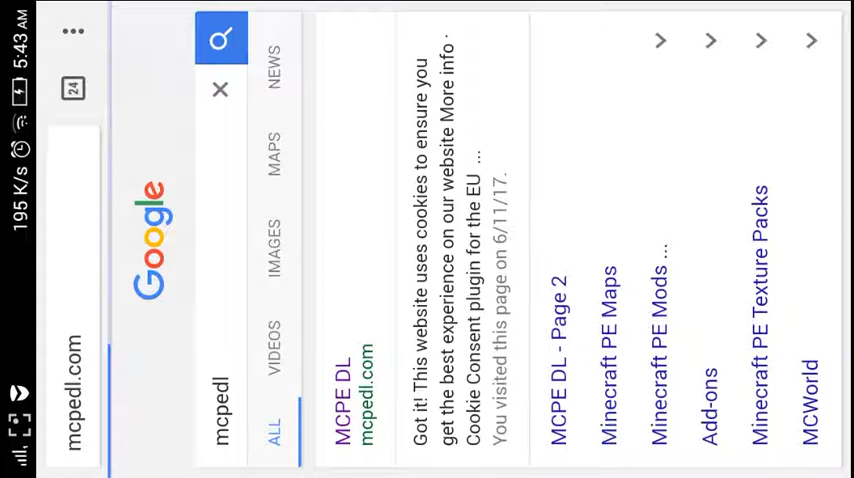 195 K/s 5:43 AM
mcpedl.com
24
Google
mcpedl
ALL VIDEOS IMAGES MAPS NEWS
MCPE DL
mcpedl.com
Got it! This website uses cookies to ensure you
get the best experience on our website More info ·
Cookie Consent plugin for the EU ...
You visited this page on 6/11/17.
MCPE DL - Page 2
Minecraft PE Maps
Minecraft PE Mods ...
Add-ons
Minecraft PE Texture Packs
MCWorld